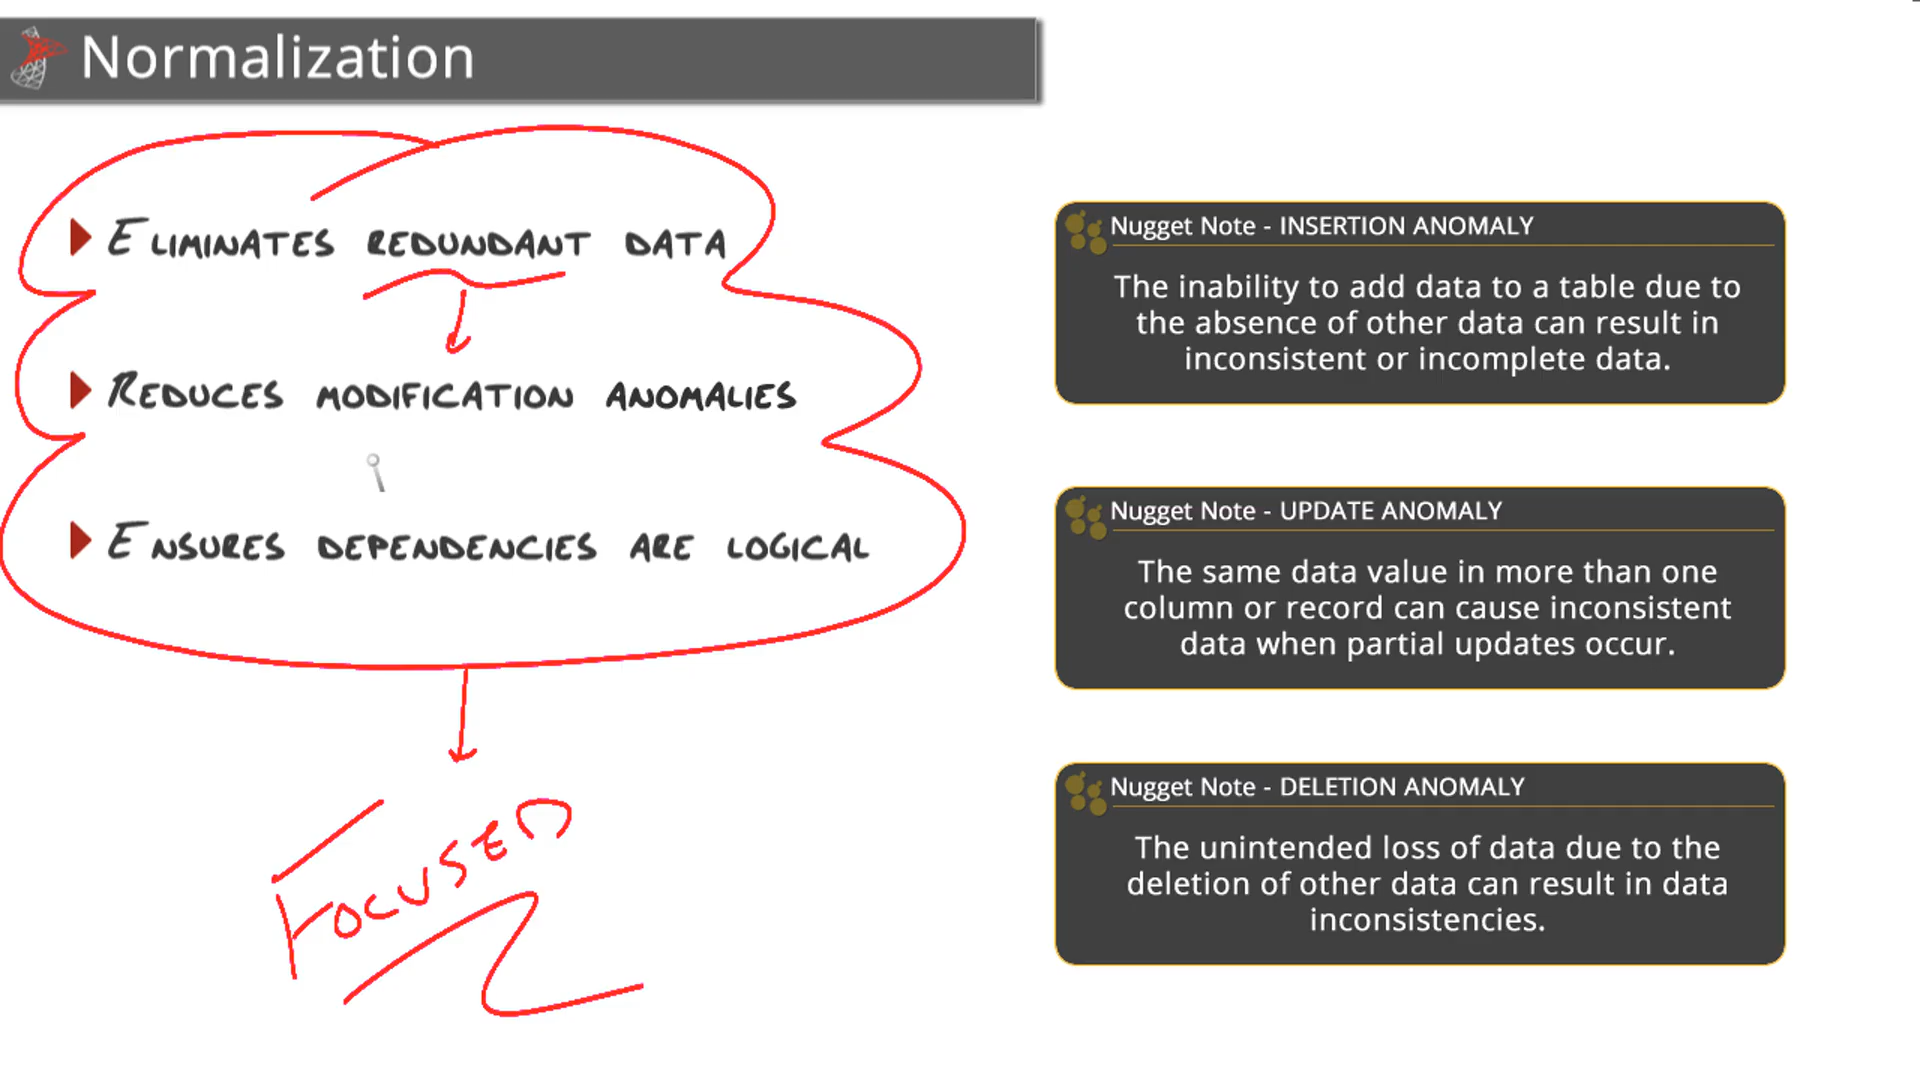 Normalization
ELIMINATES REDUNDANT DATA
REDUCES MODIFICATION ANOMALIES
ENSURES DEPENDENCIES ARE LOGICAL
FOCUSED
Nugget Note - INSERTION ANOMALY
The inability to add data to a table due to
the absence of other data can result in
inconsistent or incomplete data.
Nugget Note - UPDATE ANOMALY
The same data value in more than one
column or record can cause inconsistent
data when partial updates occur.
Nugget Note - DELETION ANOMALY
The unintended loss of data due to the
deletion of other data can result in data
inconsistencies.